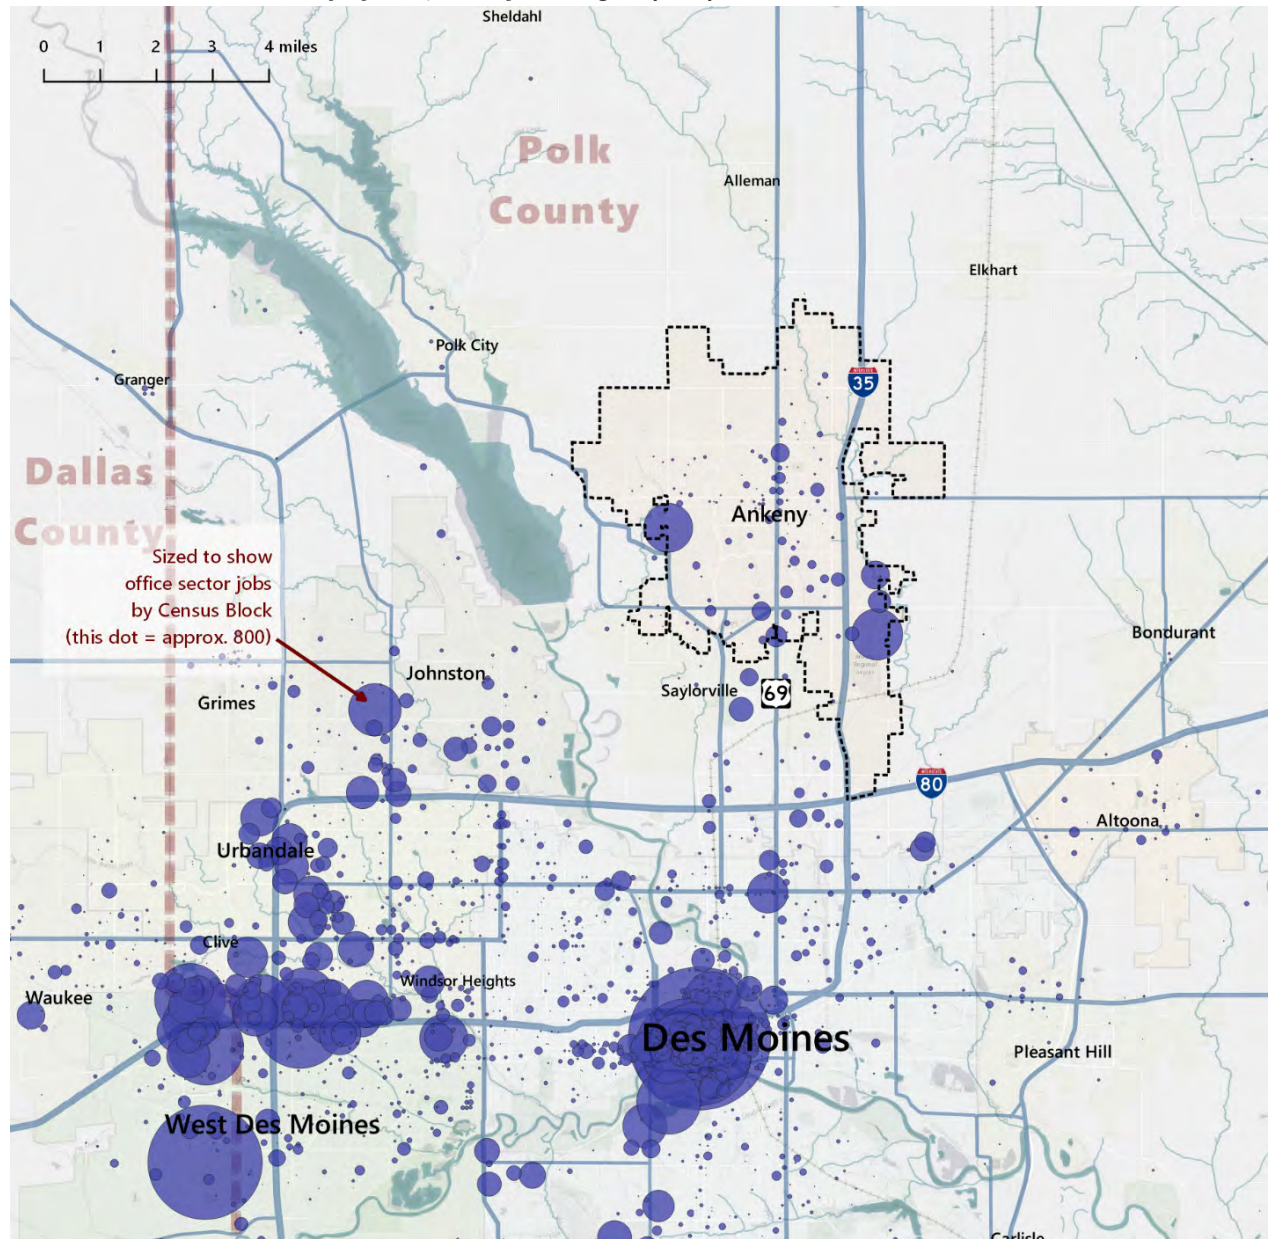 Sheldahl
0 1 2 3 4 miles
Polk
County
Alleman
Elkhart
Polk City
Granger
35
Dallas
County
Ankeny
Sized to show
office sector jobs
by Census Block
(this dot = approx. 800)
Bondurant
Johnston
Saylorville
69
Grimes
80
Altoona
Urbandale
Clive
Windsor Heights
Waukee
Des Moines
Pleasant Hill
West Des Moines
Carlisle